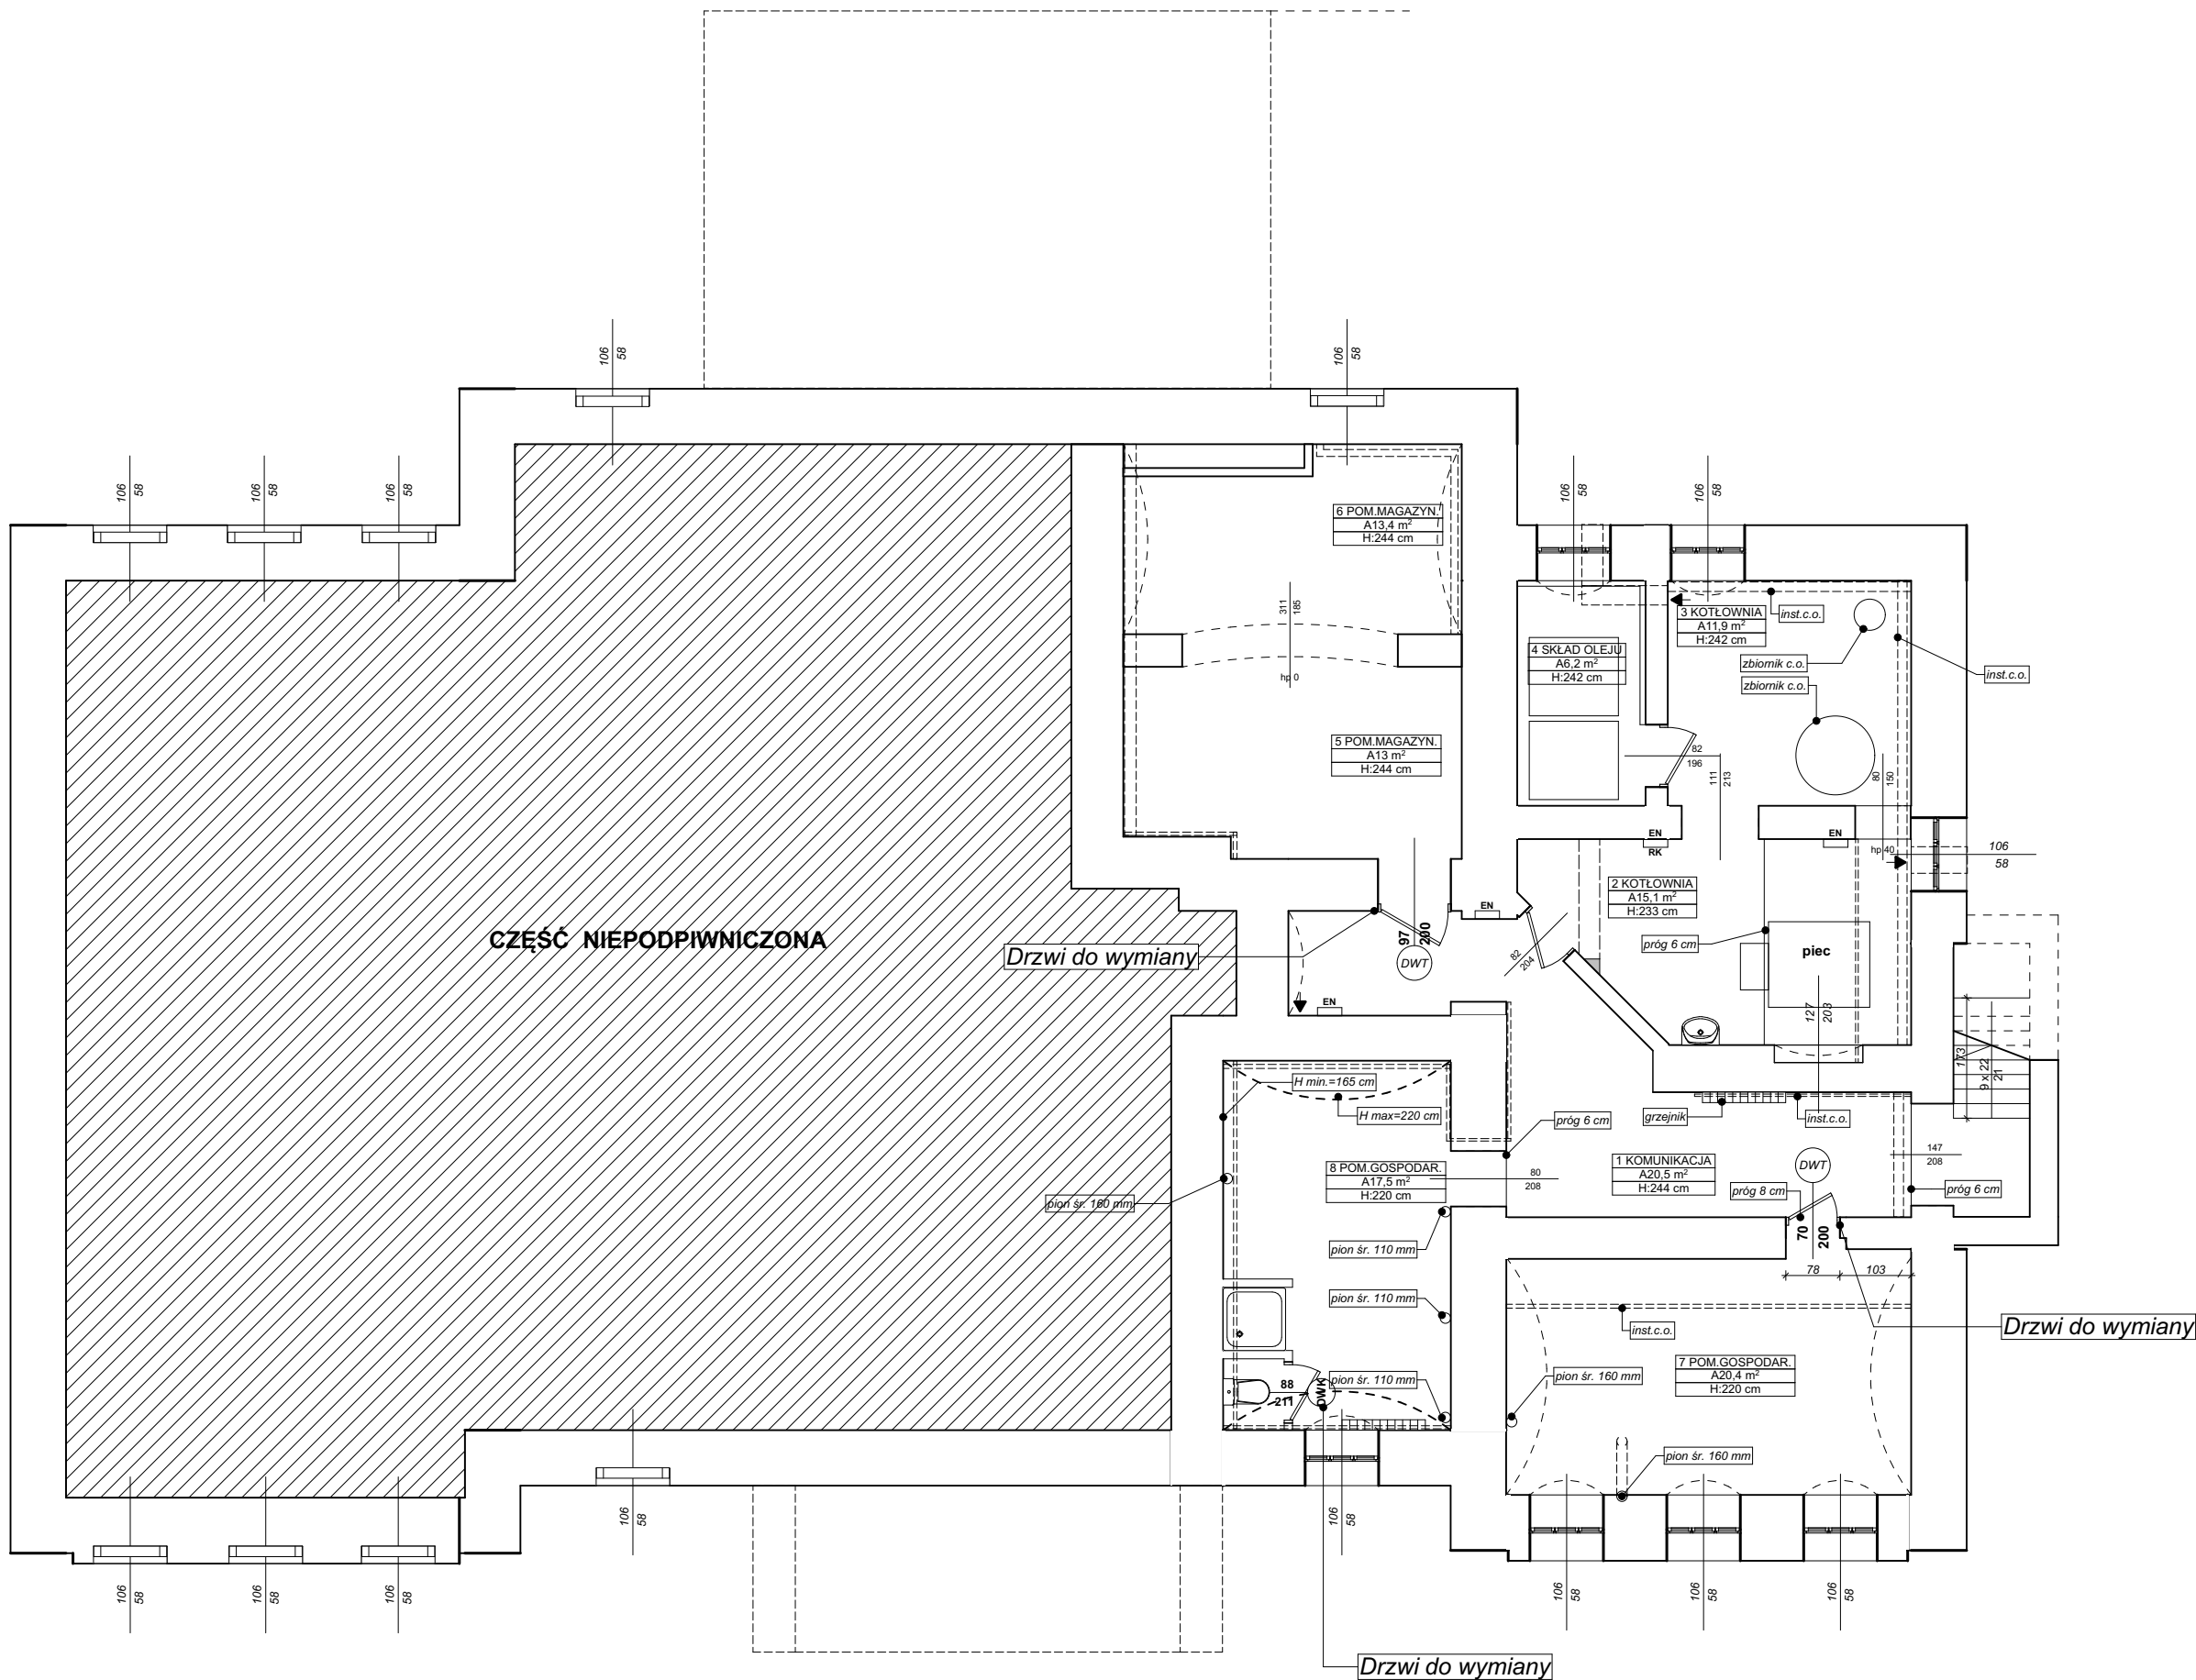 106
58
106
58
106
58
106
58
106
58
106
58
106
58
6 POM.MAGAZYN.
A13,4 m²
H:244 cm
311
185
hp 0
3 KOTŁOWNIA
A11,9 m²
H:242 cm
inst.c.o.
4 SKŁAD OLEJU
A6,2 m²
H:242 cm
zbiornik c.o.
zbiornik c.o.
inst.c.o.
5 POM.MAGAZYN.
A13 m²
H:244 cm
82
196
111
213
80
150
EN
RK
EN
hp 40
106
58
2 KOTŁOWNIA
A15,1 m²
H:233 cm
EN
CZĘŚĆ NIEPODPIWNICZONA
Drzwi do wymiany
97
200
DWT
82
204
próg 6 cm
piec
127
203
EN
173
9 x 22
21
H min.=165 cm
H max=220 cm
próg 6 cm
grzejnik
inst.c.o.
8 POM.GOSPODAR.
A17,5 m²
H:220 cm
80
208
1 KOMUNIKACJA
A20,5 m²
H:244 cm
DWT
147
208
próg 8 cm
próg 6 cm
pion śr. 160 mm
pion śr. 110 mm
70
200
78
103
pion śr. 110 mm
inst.c.o.
Drzwi do wymiany
7 POM.GOSPODAR.
A20,4 m²
H:220 cm
pion śr. 110 mm
pion śr. 160 mm
88
211
DWK
pion śr. 160 mm
106
58
106
58
106
58
106
58
106
58
106
58
106
58
106
58
Drzwi do wymiany